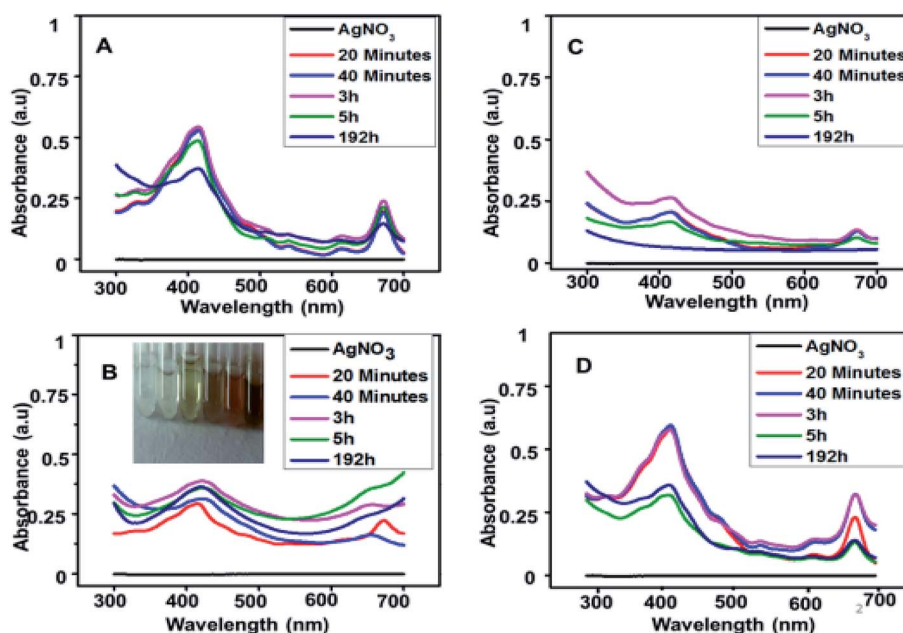 A
Absorbance (a.u)
1
0.75
0.5
0.25
0
300 400 500 600 700
Wavelength (nm)
AgNO₃
20 Minutes
40 Minutes
3h
5h
192h
C
Absorbance (a.u)
1
0.75
0.5
0.25
0
300 400 500 600 700
Wavelength (nm)
AgNO₃
20 Minutes
40 Minutes
3h
5h
192h
B
Absorbance (a.u)
1
0.75
0.5
0.25
0
300 400 500 600 700
Wavelength (nm)
AgNO3
20 Minutes
40 Minutes
3h
5h
192h
D
Absorbance (a.u)
1
0.75
0.5
0.25
0
300 400 500 600 700
2
Wavelength (nm)
AgNO₃
20 Minutes
40 Minutes
3h
5h
192h